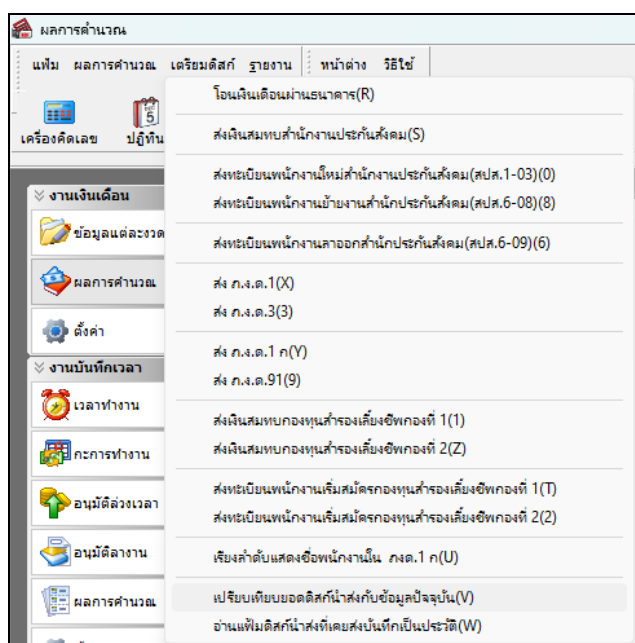 ผลการคำนวณ
แฟ้ม ผลการคำนวณ เตรียมดิสก์ รายงาน หน้าต่าง วิธีใช้
5
เครื่องคิดเลข ปฏิทิน
โอนเงินเดือนผ่านธนาคาร(R)
ส่งเงินสมทบสำนักงานประกันสังคม(S)
ส่งทะเบียนพนักงานใหม่สำนักงานประกันสังคม(สปส.1-03)(0)
ส่งทะเบียนพนักงานย้ายงานสำนักประกันสังคม(สปส.6-08)(8)
ส่งทะเบียนพนักงานลาออกสำนักประกันสังคม(สปส.6-09)(6)
ส่ง ภ.ง.ด.1(X)
ส่ง ภ.ง.ด.3(3)
ส่ง ภ.ง.ด.1 ก(Y)
ส่ง ภ.ง.ด.91(9)
ส่งเงินสมทบกองทุนสำรองเลี้ยงชีพกองที่ 1(1)
ส่งเงินสมทบกองทุนสำรองเลี้ยงชีพกองที่ 2(Z)
ส่งทะเบียนพนักงานเริ่มสมัครกองทุนสำรองเลี้ยงชีพกองที่ 1(T)
ส่งทะเบียนพนักงานเริ่มสมัครกองทุนสำรองเลี้ยงชีพกองที่ 2(2)
เรียงลำดับแสดงชื่อพนักงานใน ภงด.1 ก(U)
เปรียบเทียบยอดดิสก์นำส่งกับข้อมูลปัจจุบัน(V)
อ่านแฟ้มดิสก์นำส่งที่เคยส่งบันทึกเป็นประวัติ(W)
งานเงินเดือน
ข้อมูลแต่ละงวด
ผลการคำนวณ
ตั้งค่า
งานบันทึกเวลา
เวลาทำงาน
กะการทำงาน
อนุมัติล่วงเวลา
อนุมัติลางาน
ผลการคำนวณ